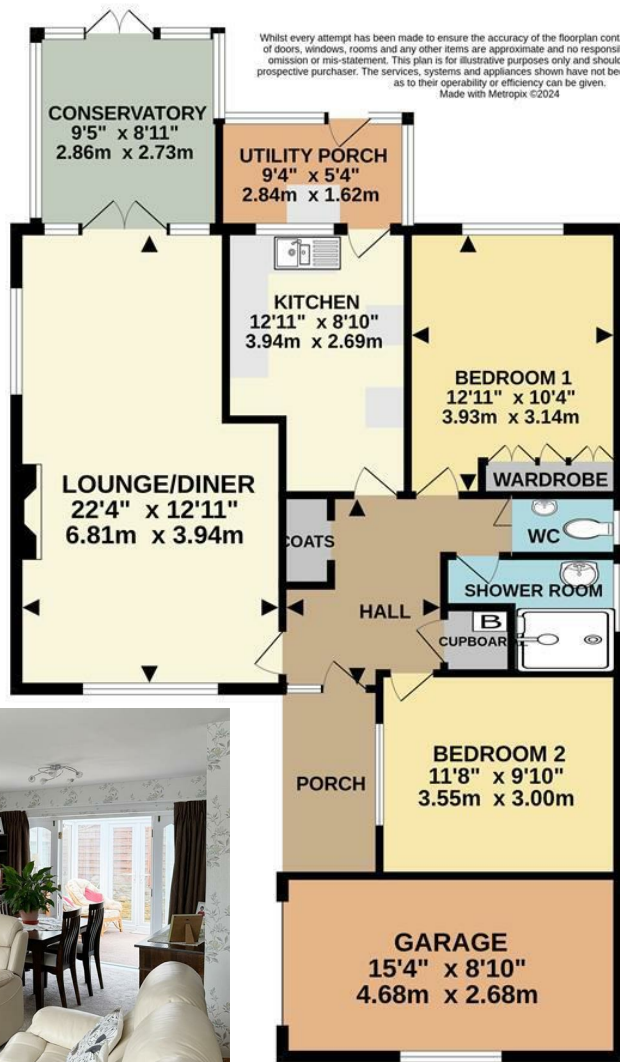 Whilst every attempt has been made to ensure the accuracy of the floorplan
of doors, windows, rooms and any other items are approximate and no
omission or mis-statement. This plan is for illustrative purposes only and
prospective purchaser. The services, systems and appliances shown have not
as to their operability or efficiency can be given.
Made with Metropix ©2024
CONSERVATORY
9'5" x 8'11"
2.86m x 2.73m
UTILITY PORCH
9'4" x 5'4"
2.84m x 1.62m
KITCHEN
12'11" x 8'10"
3.94m x 2.69m
BEDROOM 1
12'11" x 10'4"
3.93m x 3.14m
WARDROBE
LOUNGE/DINER
22'4" x 12'11"
6.81m x 3.94m
COATS
WC
SHOWER ROOM
HALL
B
CUPBOARD
PORCH
BEDROOM 2
11'8" x 9'10"
3.55m x 3.00m
GARAGE
15'4" x 8'10"
4.68m x 2.68m